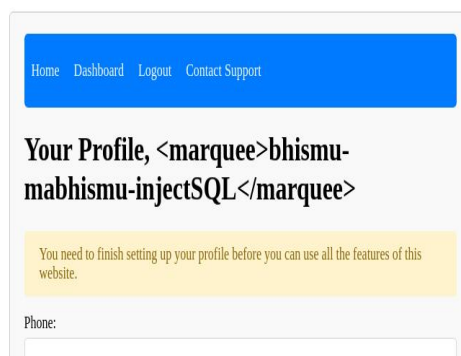 Home Dashboard Logout Contact Support
Your Profile, <marquee>bhismu-
mabhismu-injectSQL</marquee>
You need to finish setting up your profile before you can use all the features of this
website.
Phone: